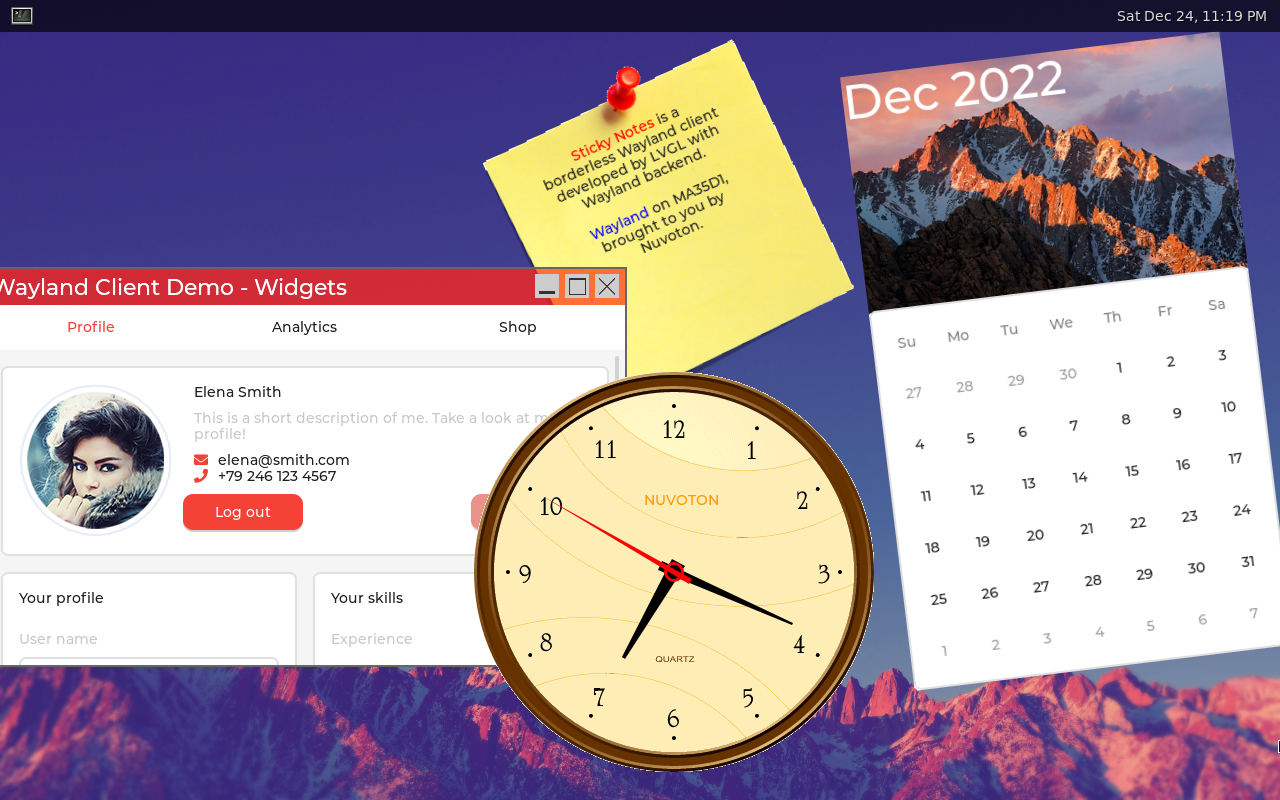 Sat Dec 24, 11:19 PM
Sticky Notes is a
borderless Wayland client
developed by LVGL with
Wayland backend.
Wayland on MA35D1,
brought to you by
Nuvoton.
Dec 2022
Su Mo Tu We Th Fr Sa
27 28 29 30 1 2 3
4 5 6 7 8 9 10
11 12 13 14 15 16 17
18 19 20 21 22 23 24
25 26 27 28 29 30 31
1 2 3 4 5 6 7
Wayland Client Demo - Widgets
Profile Analytics Shop
Elena Smith
This is a short description of me. Take a look at
profile!
elena@smith.com
+79 246 123 4567
Log out
Your profile
User name
Your skills
Experience
12
1
2
3
4
5
6
7
8
9
10
11
NUVOTON
QUARTZ